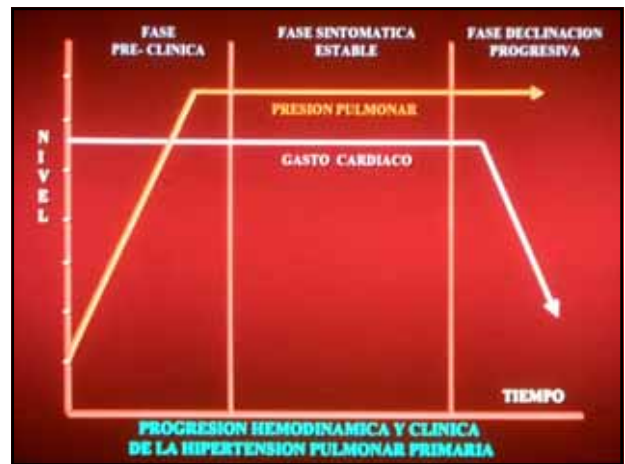 FASE
PRE- CLINICA
FASE SINTOMATICA
ESTABLE
FASE DECLINACION
PROGRESIVA
PRESION PULMONAR
GASTO CARDIACO
NIVEL
TIEMPO
PROGRESION HEMODINAMICA Y CLINICA
DE LA HIPERTENSION PULMONAR PRIMARIA